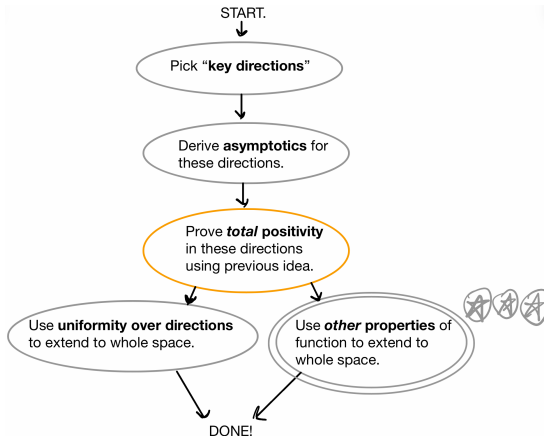 START.
Pick “key directions”
Derive asymptotics for
these directions.
Prove total positivity
in these directions
using previous idea.
Use uniformity over directions
to extend to whole space.
Use other properties of
function to extend to
whole space.
DONE!